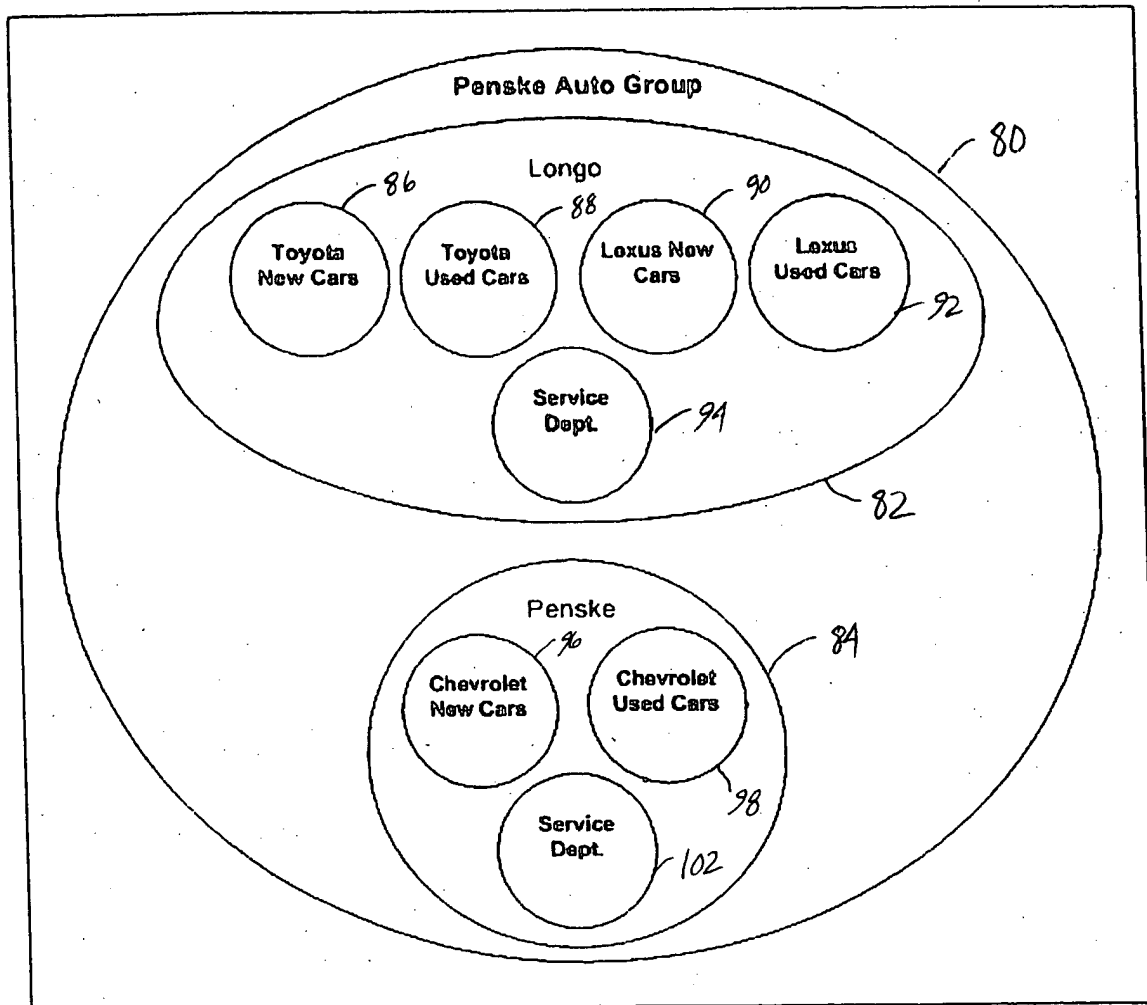 Penske Auto Group
80
Longo
86
88
90
Toyota
New Cars
Toyota
Used Cars
Lexus New
Cars
Lexus
Used Cars
92
Service
Dept.
94
82
Penske
96
84
Chevrolet
New Cars
Chevrolet
Used Cars
98
Service
Dept.
102